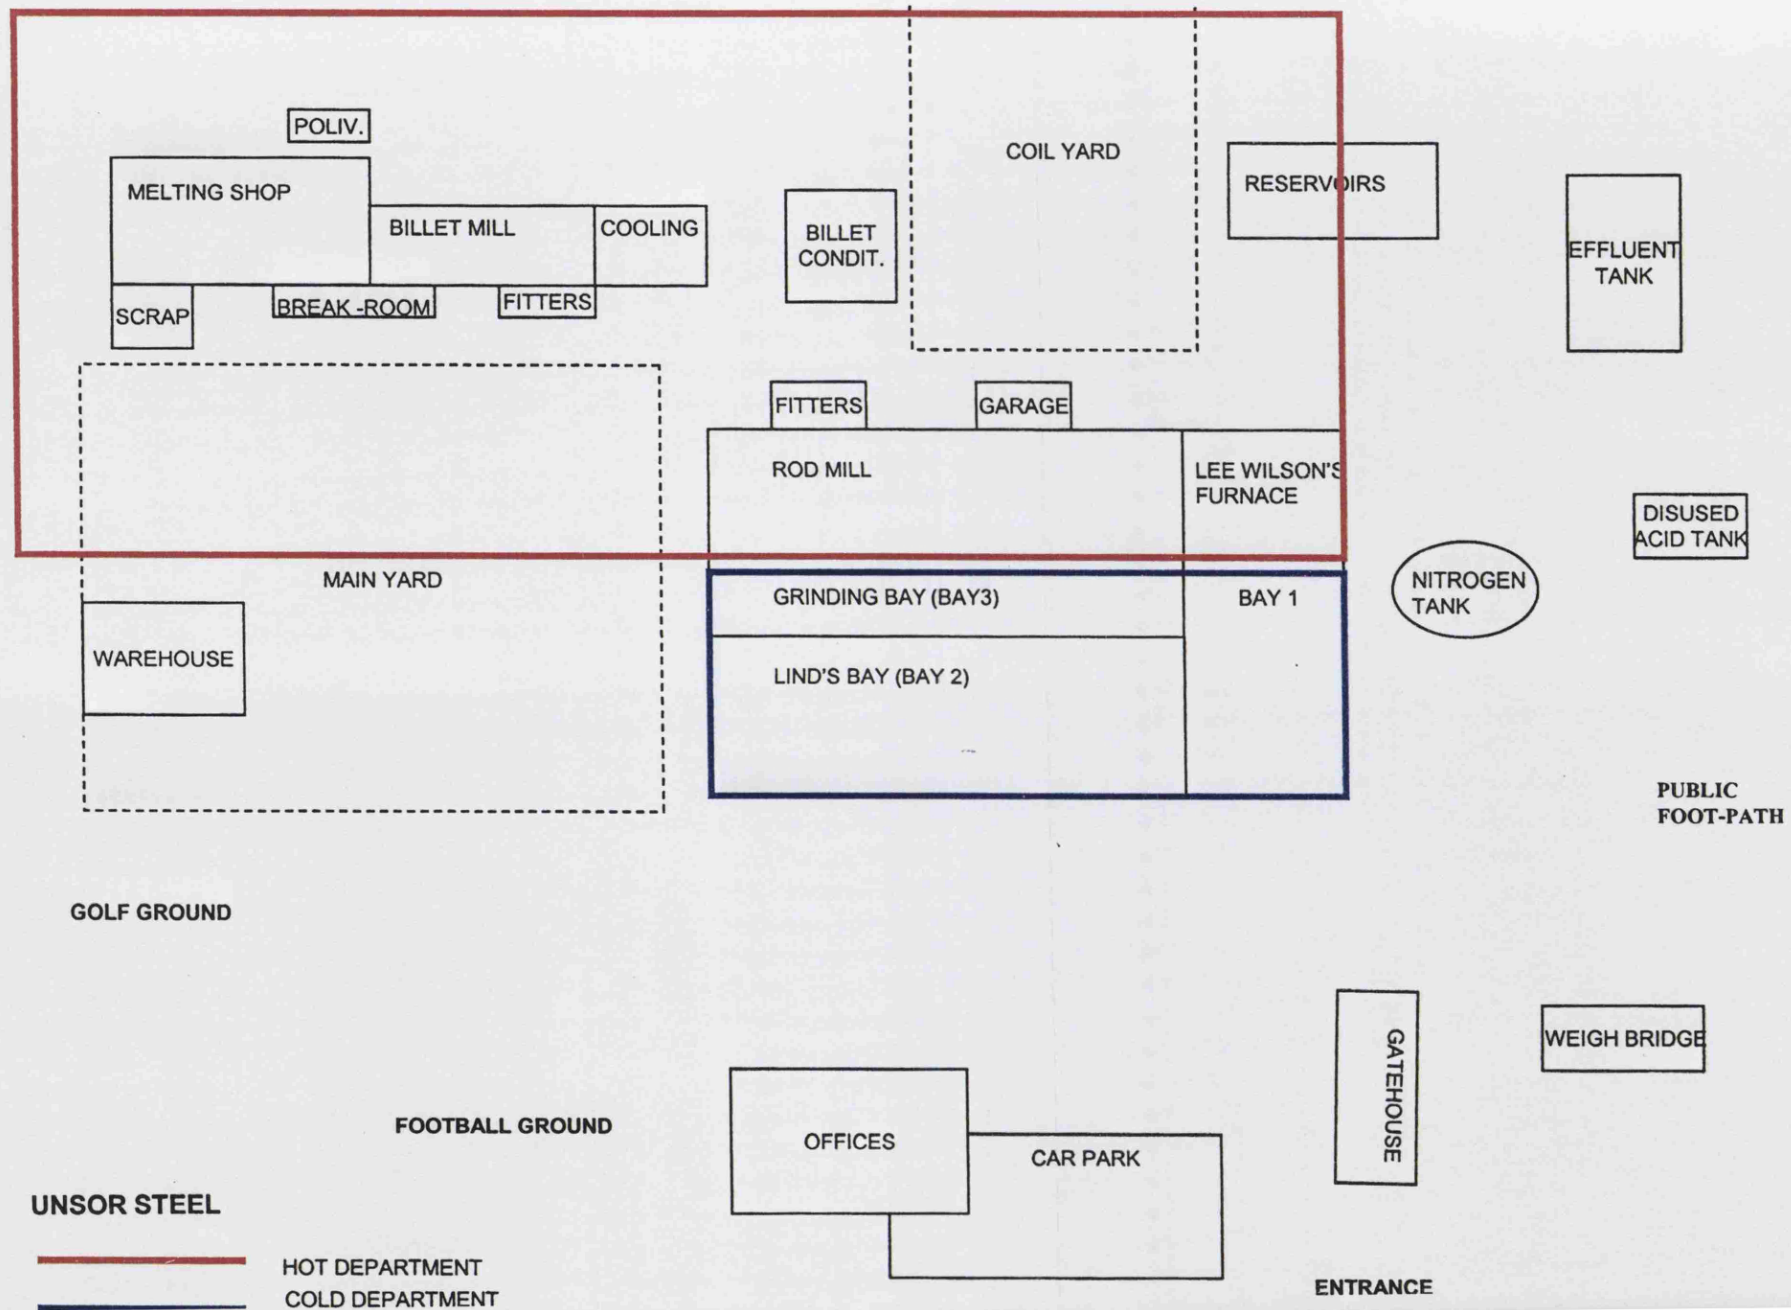 POLIV.
MELTING SHOP
BILLET MILL
COOLING
BILLET
CONDIT.
COIL YARD
RESERVOIRS
EFFLUENT
TANK
SCRAP
BREAK -ROOM
FITTERS
FITTERS
GARAGE
ROD MILL
LEE WILSON'S
FURNACE
DISUSED
ACID TANK
MAIN YARD
NITROGEN
TANK
GRINDING BAY (BAY3)
BAY 1
WAREHOUSE
LIND'S BAY (BAY 2)
PUBLIC
FOOT-PATH
GOLF GROUND
GATEHOUSE
WEIGH BRIDGE
FOOTBALL GROUND
OFFICES
CAR PARK
UNSOR STEEL
HOT DEPARTMENT
COLD DEPARTMENT
ENTRANCE